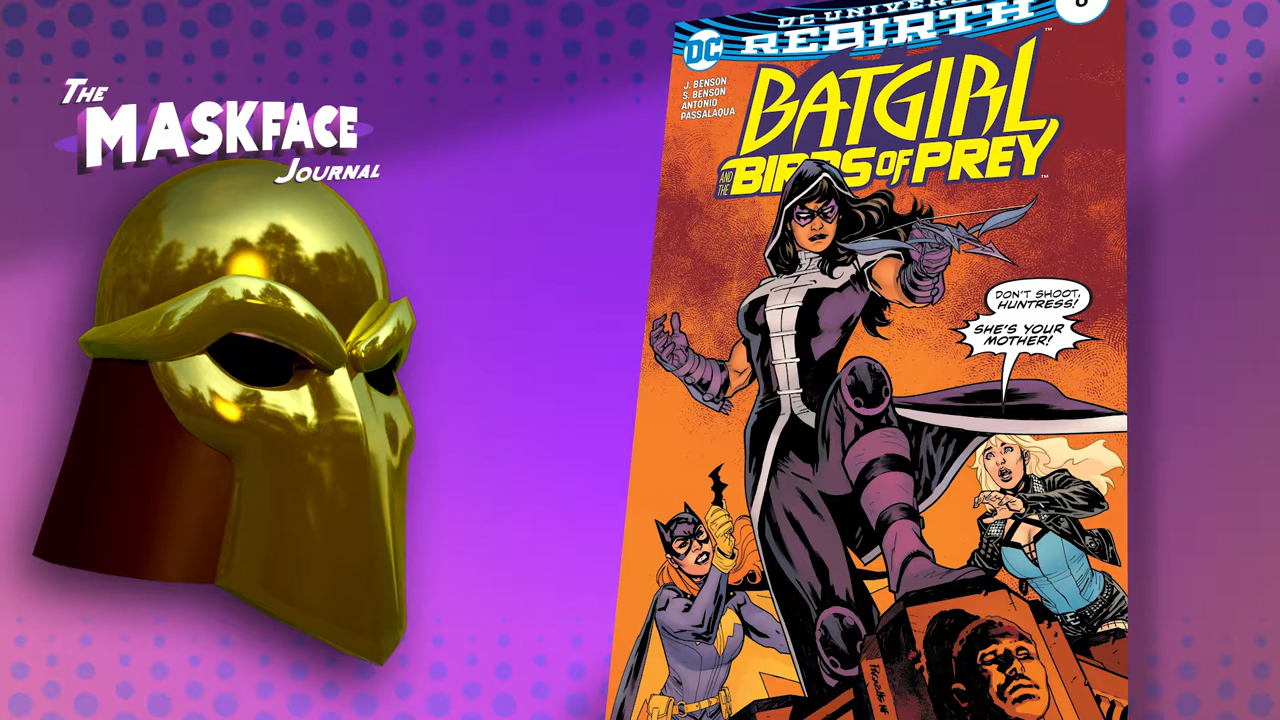 THE
MASKFACE
JOURNAL
DC UNIVERSE
REBIRTH
DC
J. BENSON
S. BENSON
ANTONIO
PASSALAQUA
BATGIRL
AND THE
BIRDS OF PREY
DON'T SHOOT,
HUNTRESS!
SHE'S YOUR
MOTHER!